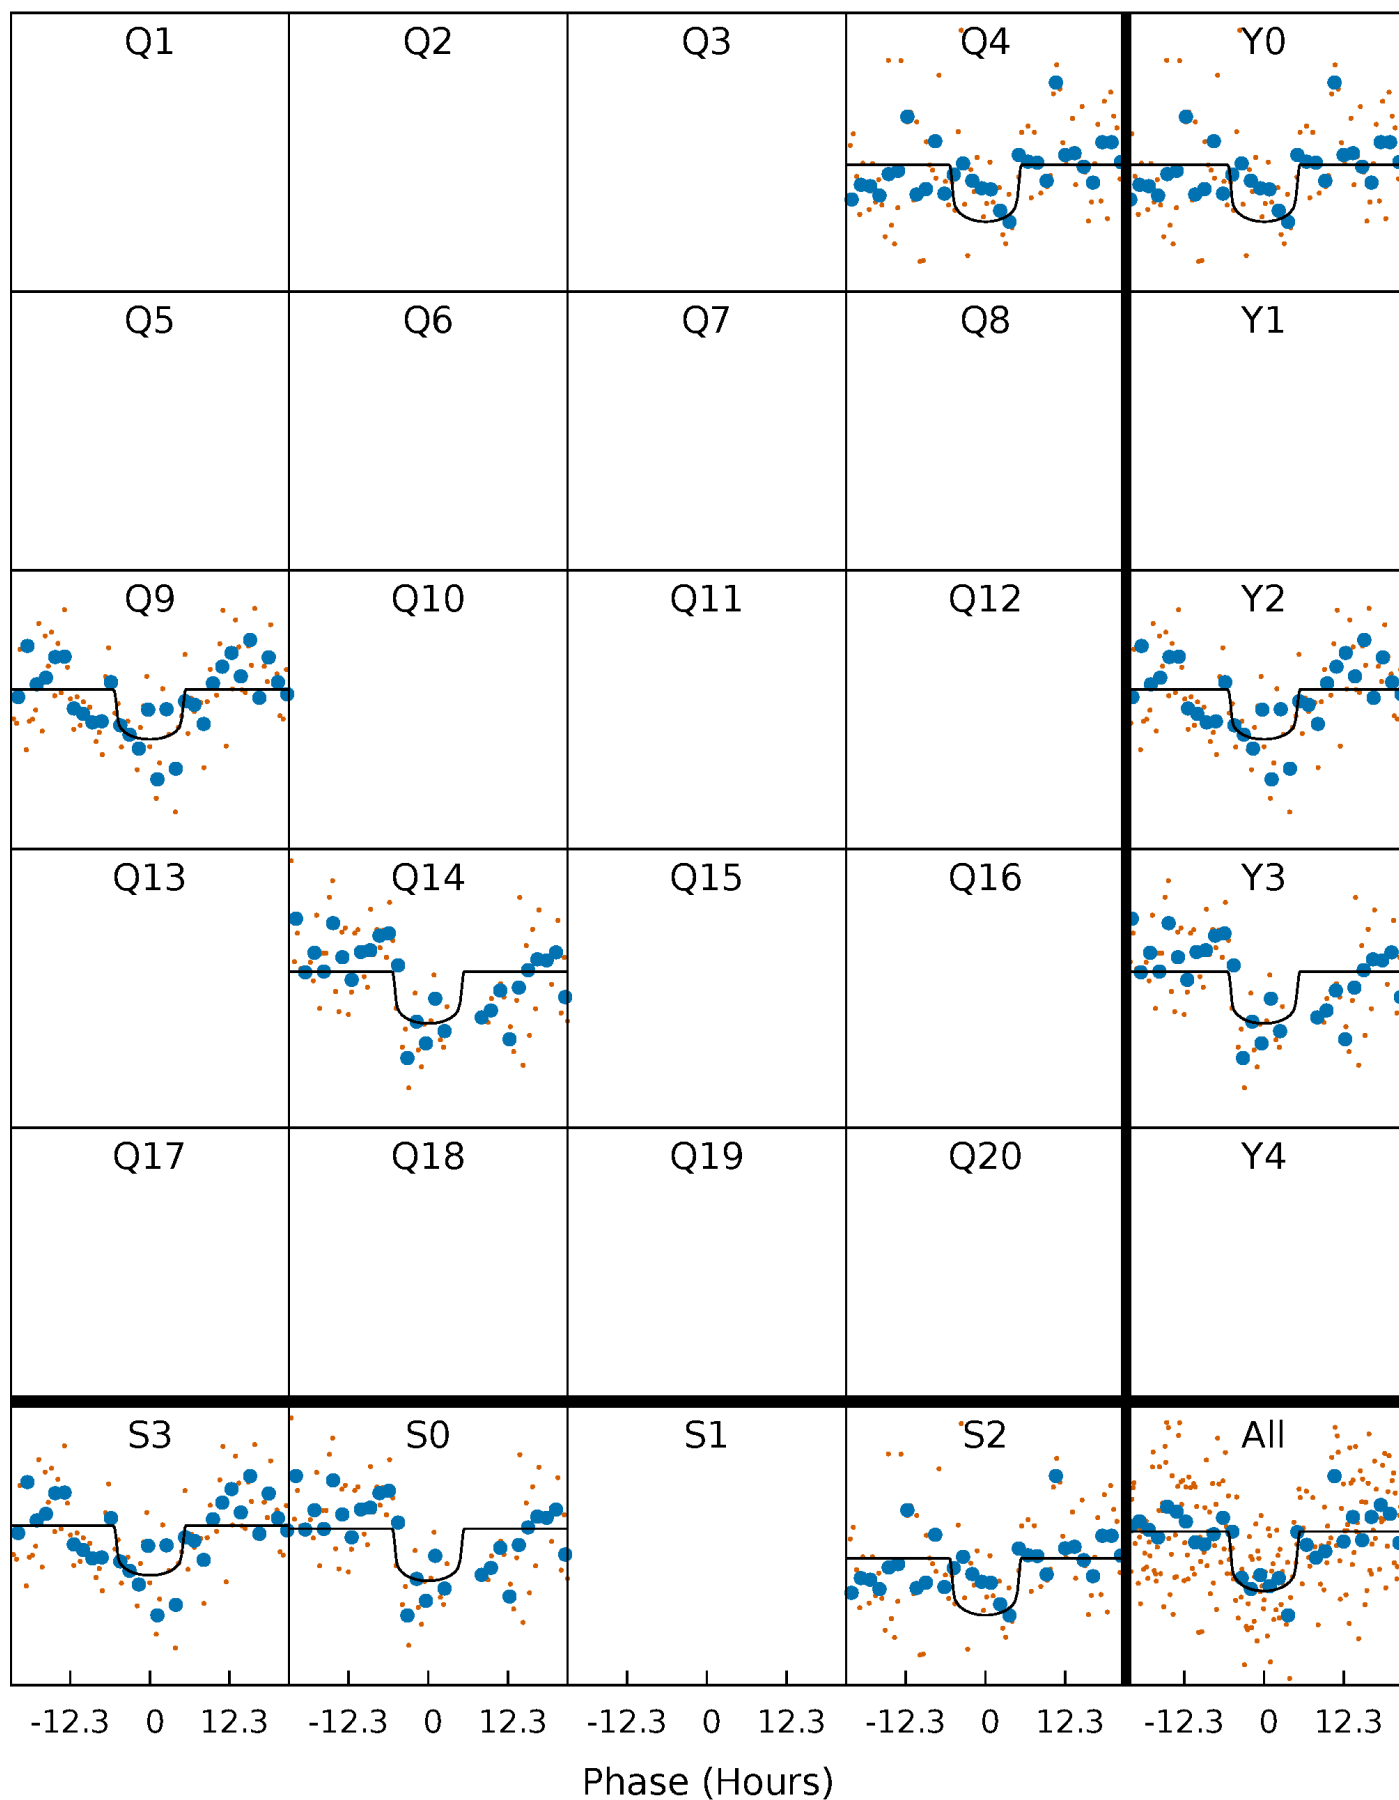 Q1 Q2 Q3 Q4 Y0
Q5 Q6 Q7 Q8 Y1
Q9 Q10 Q11 Q12 Y2
Q13 Q14 Q15 Q16 Y3
Q17 Q18 Q19 Q20 Y4
S3 S0 S1 S2 All
-12.3 0 12.3 -12.3 0 12.3 -12.3 0 12.3 -12.3 0 12.3 -12.3 0 12.3
Phase (Hours)